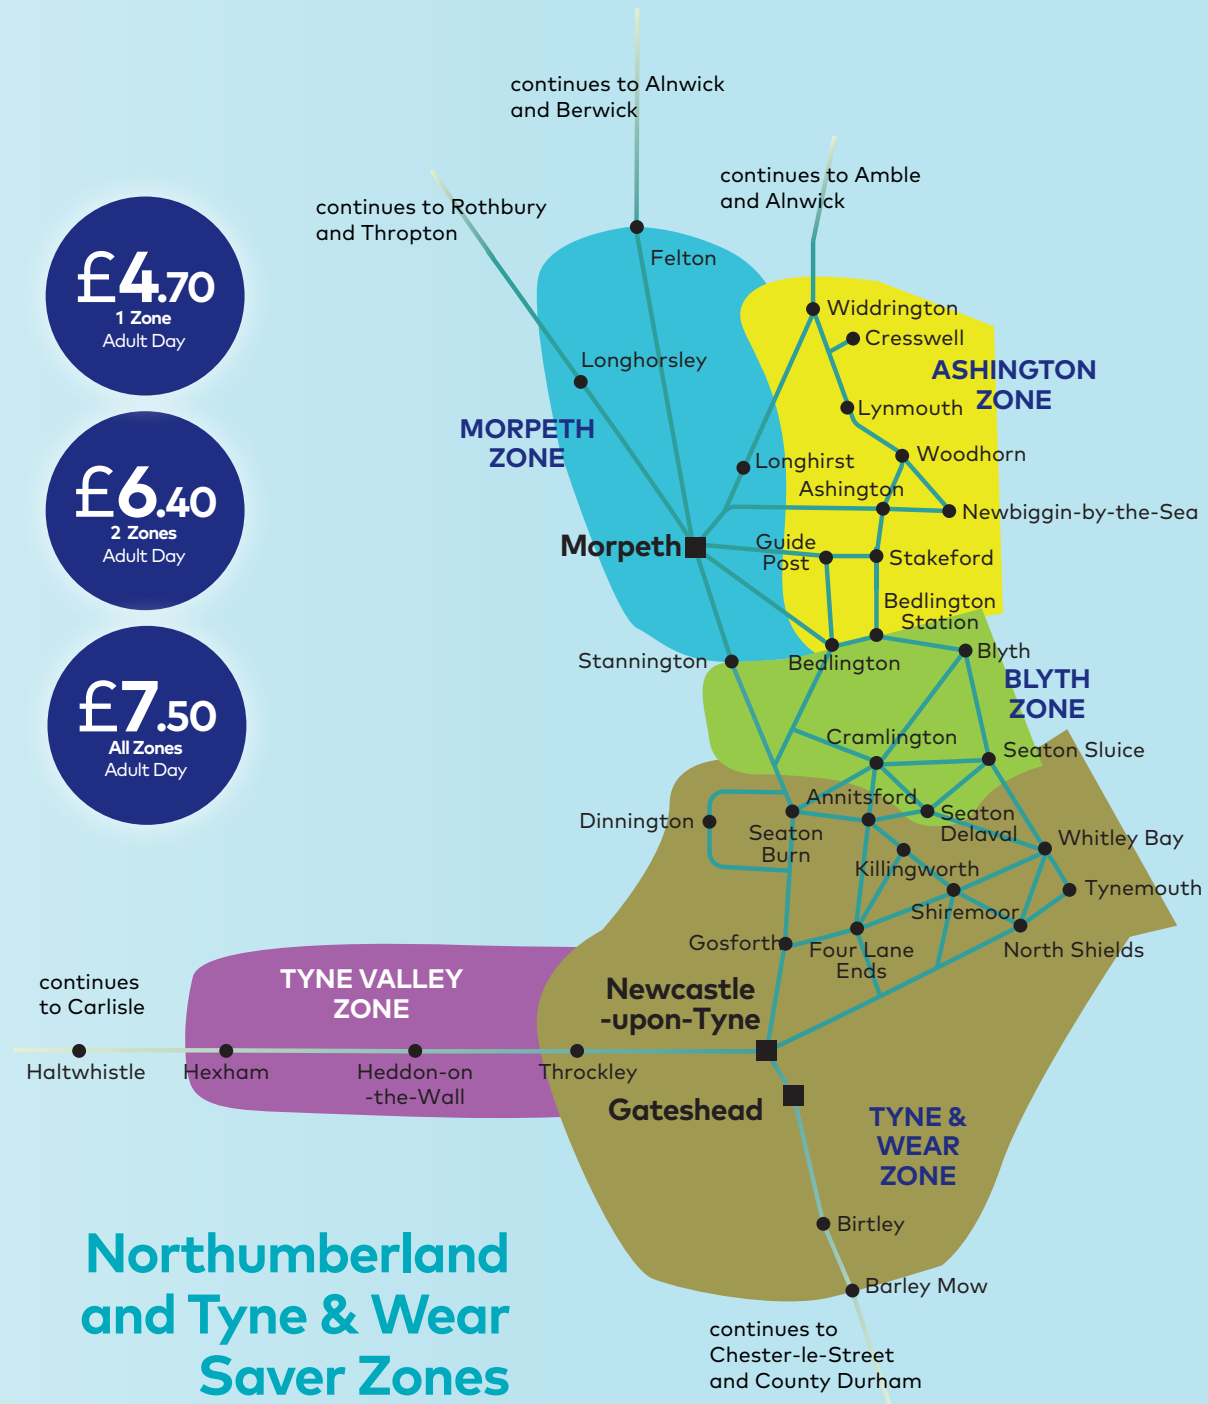 continues to Alnwick
and Berwick
continues to Amble
and Alnwick
continues to Rothbury
and Thropton
£4.70
1 Zone
Adult Day
£6.40
2 Zones
Adult Day
£7.50
All Zones
Adult Day
Felton
Widdrington
Cresswell
Longhorsley
ASHINGTON
ZONE
Lynmouth
MORPETH
ZONE
Longhirst
Woodhorn
Ashington
Newbiggin-by-the-Sea
Morpeth
Guide
Post
Stakeford
Bedlington
Station
Stannington
Bedlington
Blyth
BLYTH
ZONE
Cramlington
Seaton Sluice
Annitsford
Dinnington
Seaton
Burn
Seaton
Delaval
Whitley Bay
Killingworth
Tynemouth
Shiremoor
Gosforth
Four Lane
Ends
North Shields
TYNE VALLEY
ZONE
continues
to Carlisle
Newcastle
-upon-Tyne
Haltwhistle
Hexham
Heddon-on
-the-Wall
Throckley
Gateshead
TYNE &
WEAR
ZONE
Birtley
Barley Mow
continues to
Chester-le-Street
and County Durham
Northumberland
and Tyne & Wear
Saver Zones